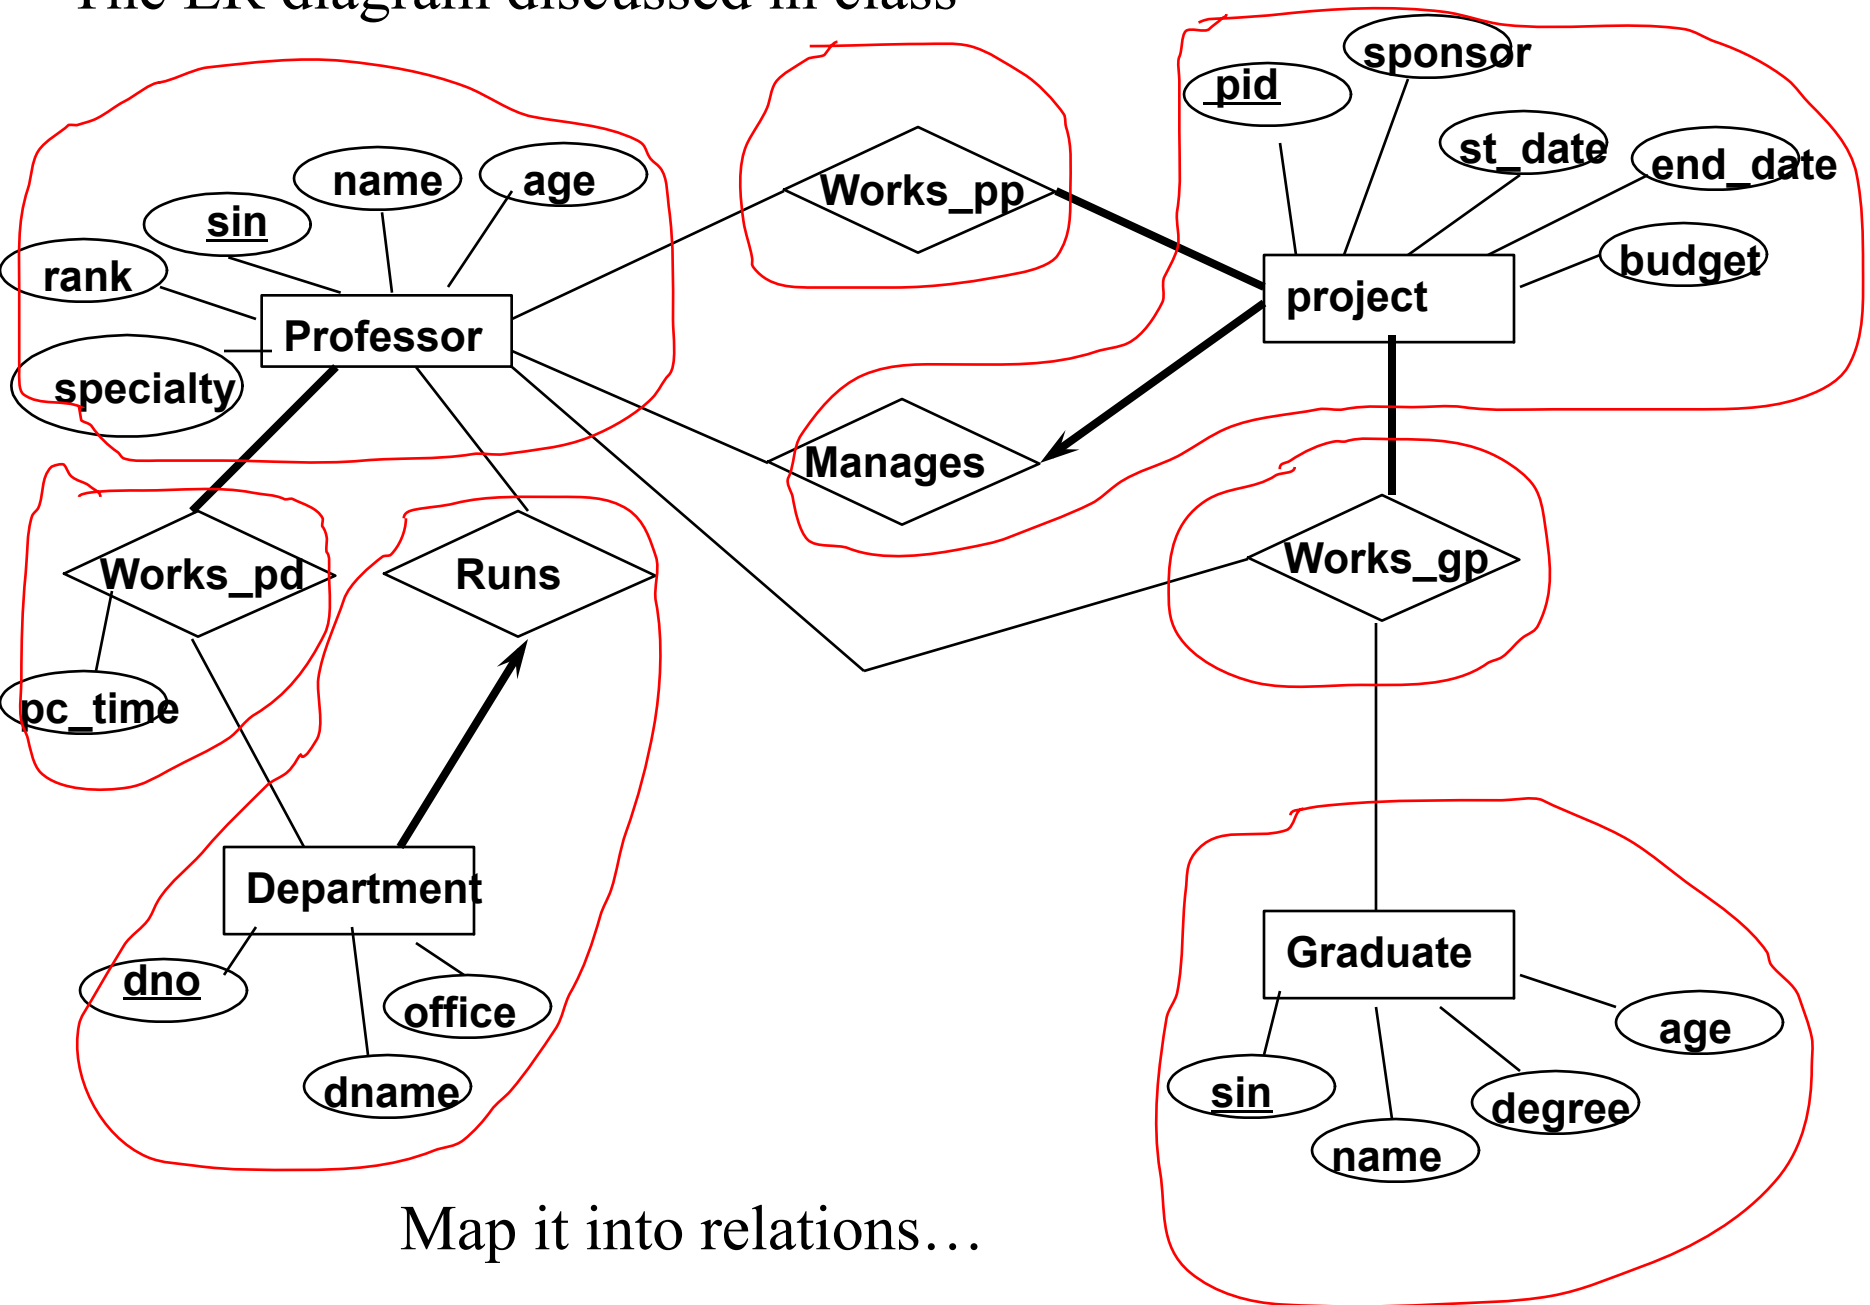 The ER diagram discussed in class
sponsor
pid
st_date
end_date
name
age
Works_pp
sin
budget
rank
project
Professor
specialty
Manages
Works_pd
Runs
Works_gp
pc_time
Department
Graduate
dno
office
age
dname
sin
degree
name
Map it into relations…